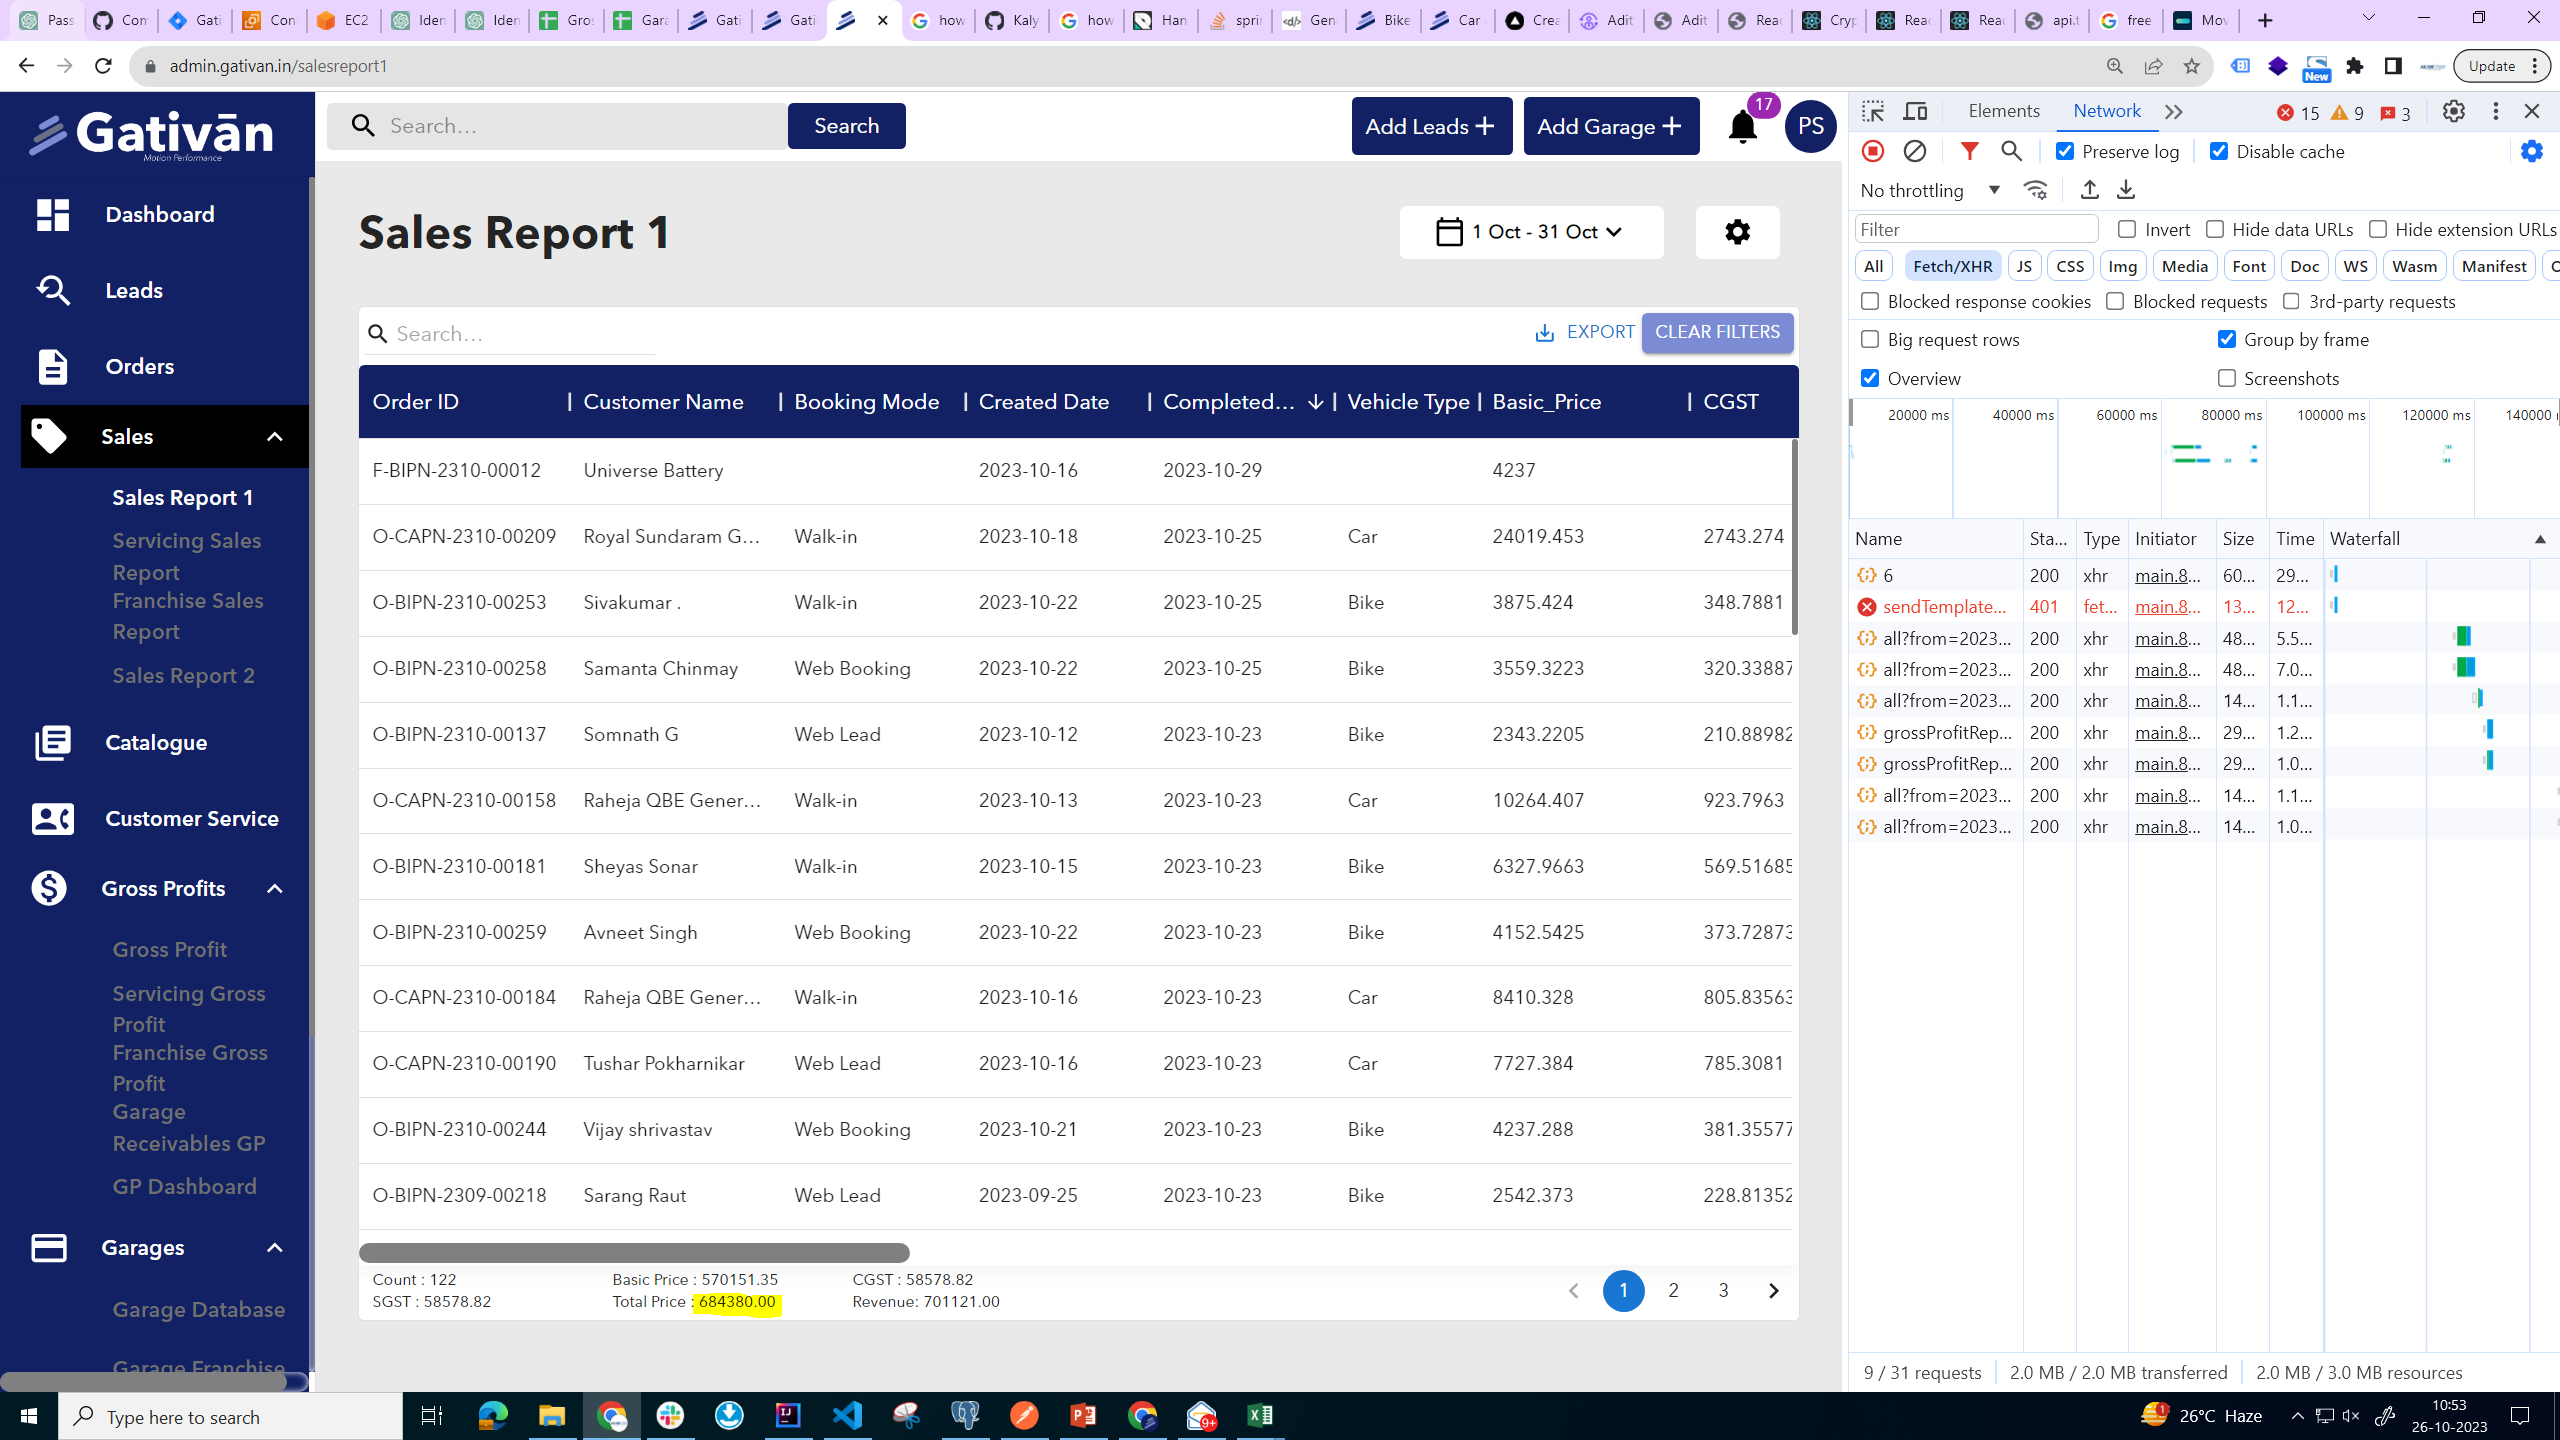 Pass
Com
Gati
Con
EC2
Iden
Iden
Gros
Gara
Gati
Gati
how
Kaly
how
Han
sprin
Gen
Bike
Car
Crea
Adit
Adit
Reac
Cryp
Reac
Reac
api.t
free
Mov
admin.gativan.in/salesreport1
New
Update
Gativān
Motion Performance
Search...
Search
Add Leads +
Add Garage +
17
PS
Dashboard
Leads
Orders
Sales
Sales Report 1
Servicing Sales
Report
Franchise Sales
Report
Sales Report 2
Catalogue
Customer Service
Gross Profits
Gross Profit
Servicing Gross
Profit
Franchise Gross
Profit
Garage
Receivables GP
GP Dashboard
Garages
Garage Database
Garage Franchise
Sales Report 1
1 Oct - 31 Oct
Search...
EXPORT
CLEAR FILTERS
Order ID | Customer Name | Booking Mode | Created Date | Completed... | Vehicle Type | Basic_Price | CGST
F-BIPN-2310-00012 Universe Battery 2023-10-16 2023-10-29 4237
O-CAPN-2310-00209 Royal Sundaram G... Walk-in 2023-10-18 2023-10-25 Car 24019.453 2743.274
O-BIPN-2310-00253 Sivakumar . Walk-in 2023-10-22 2023-10-25 Bike 3875.424 348.7881
O-BIPN-2310-00258 Samanta Chinmay Web Booking 2023-10-22 2023-10-25 Bike 3559.3223 320.33887
O-BIPN-2310-00137 Somnath G Web Lead 2023-10-12 2023-10-23 Bike 2343.2205 210.88982
O-CAPN-2310-00158 Raheja QBE Gener... Walk-in 2023-10-13 2023-10-23 Car 10264.407 923.7963
O-BIPN-2310-00181 Sheyas Sonar Walk-in 2023-10-15 2023-10-23 Bike 6327.9663 569.51685
O-BIPN-2310-00259 Avneet Singh Web Booking 2023-10-22 2023-10-23 Bike 4152.5425 373.72873
O-CAPN-2310-00184 Raheja QBE Gener... Walk-in 2023-10-16 2023-10-23 Car 8410.328 805.83563
O-CAPN-2310-00190 Tushar Pokharnikar Web Lead 2023-10-16 2023-10-23 Car 7727.384 785.3081
O-BIPN-2310-00244 Vijay shrivastav Web Booking 2023-10-21 2023-10-23 Bike 4237.288 381.35577
O-BIPN-2309-00218 Sarang Raut Web Lead 2023-09-25 2023-10-23 Bike 2542.373 228.81352
Count : 122 Basic Price : 570151.35 CGST : 58578.82
SGST : 58578.82 Total Price : 684380.00 Revenue: 701121.00
1 2 3
Elements
Network
15
9
3
Preserve log
Disable cache
No throttling
Filter
Invert
Hide data URLs
Hide extension URLs
All Fetch/XHR JS CSS Img Media Font Doc WS Wasm Manifest
Blocked response cookies
Blocked requests
3rd-party requests
Big request rows
Group by frame
Overview
Screenshots
20000 ms 40000 ms 60000 ms 80000 ms 100000 ms 120000 ms 140000
Name Sta... Type Initiator Size Time Waterfall
6 200 xhr main.8... 60... 29...
sendTemplate... 401 fet... main.8... 13... 12...
all?from=2023... 200 xhr main.8... 48... 5.5...
all?from=2023... 200 xhr main.8... 48... 7.0...
all?from=2023... 200 xhr main.8... 14... 1.1...
grossProfitRep... 200 xhr main.8... 29... 1.2...
grossProfitRep... 200 xhr main.8... 29... 1.0...
all?from=2023... 200 xhr main.8... 14... 1.1...
all?from=2023... 200 xhr main.8... 14... 1.0...
9 / 31 requests
2.0 MB / 2.0 MB transferred
2.0 MB / 3.0 MB resources
Type here to search
9+
1
26°C Haze
10:53
26-10-2023